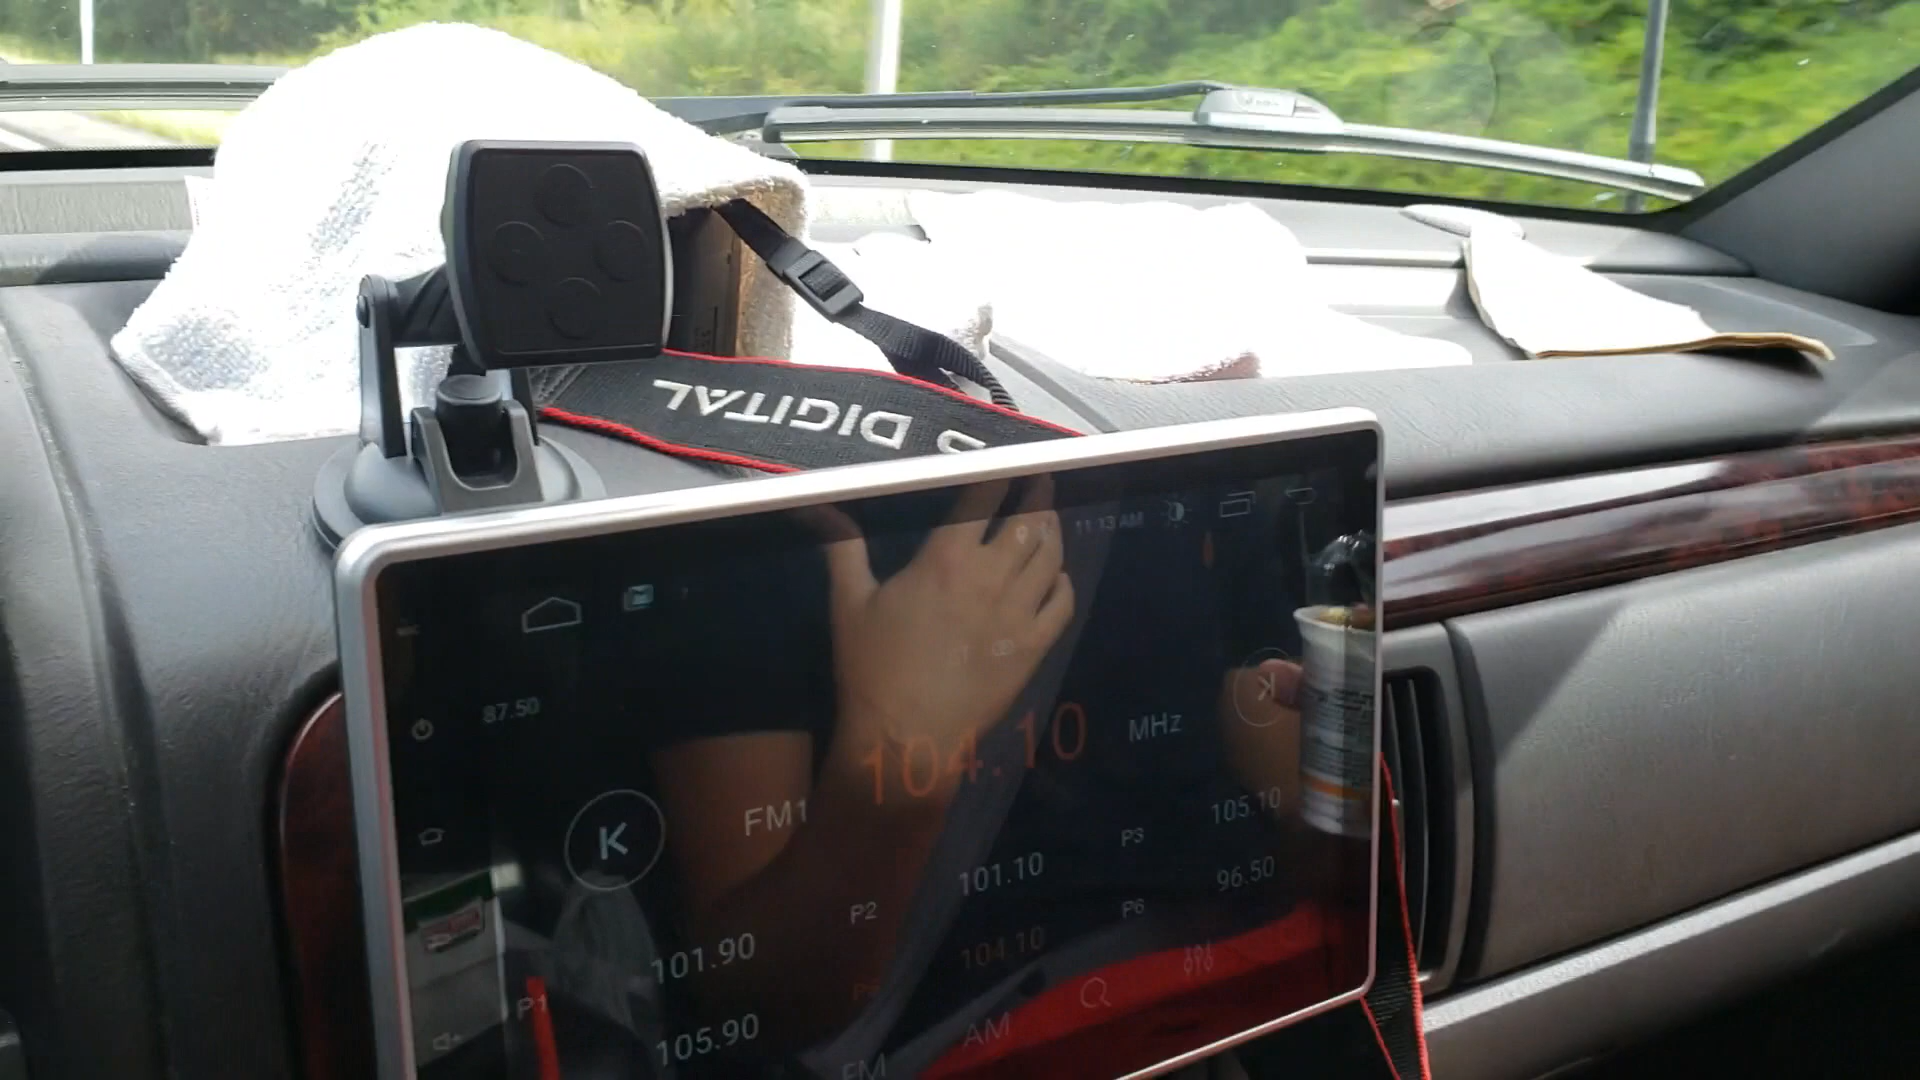 S DIGITAL
11:13 AM
87.50
104.10
MHz
FM1
K
K
P1
101.90
P2
101.10
P3
105.10
105.90
104.10
P6
96.50
FM
AM